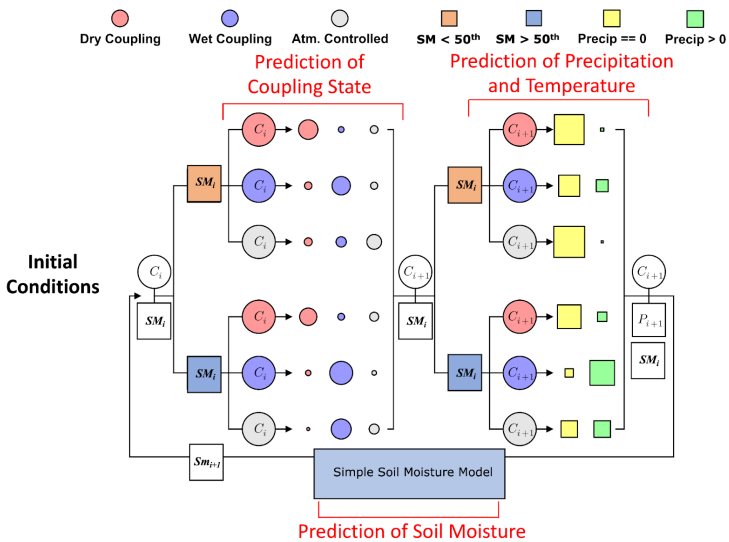 Dry Coupling Wet Coupling Atm. Controlled SM < 50th SM > 50th Precip == 0 Precip > 0
Prediction of
Coupling State
Prediction of Precipitation
and Temperature
C_i
C_{i+1}
SM_i
C_i
C_{i+1}
SM_i
C_i
C_{i+1}
Initial
Conditions
C_i
C_{i+1}
C_{i+1}
SM_i
SM_i
P_{i+1}
SM_i
C_i
C_{i+1}
SM_i
C_i
SM_i
C_{i+1}
C_i
C_{i+1}
Sm_{i+1}
Simple Soil Moisture Model
Prediction of Soil Moisture